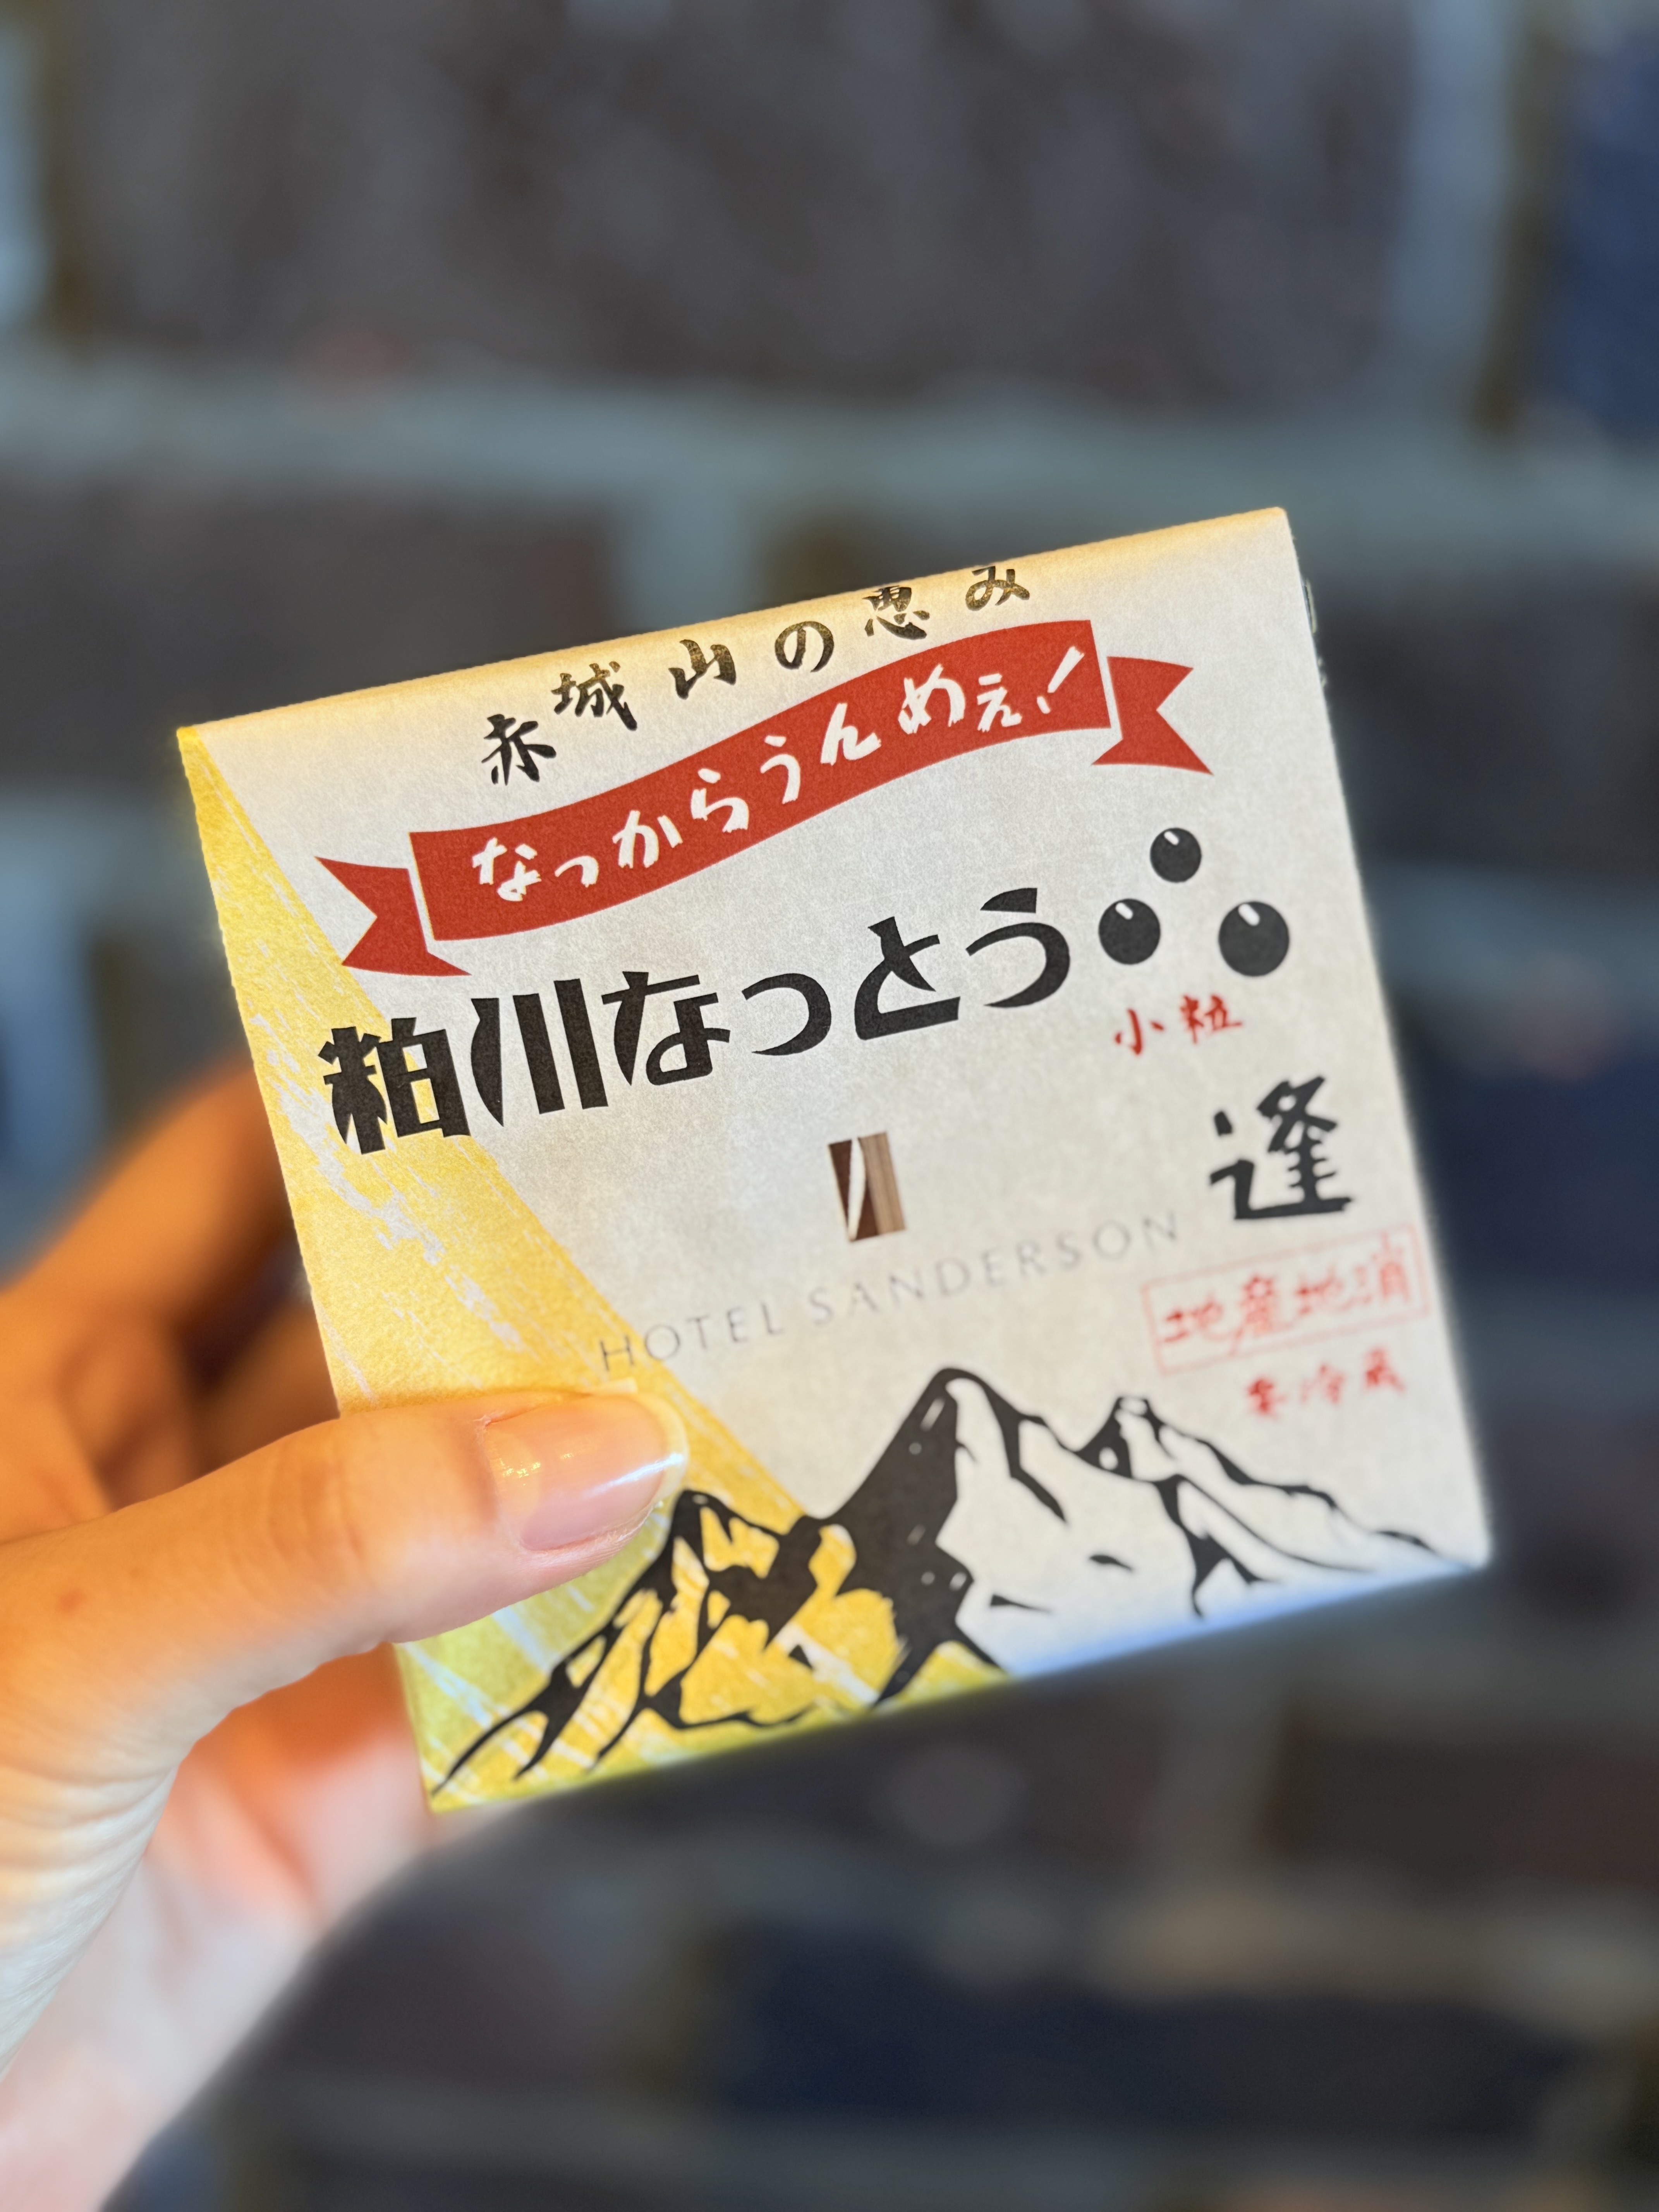 赤城山の恵み
なっからうんめぇ!
粕川なっとう
小粒
逢
HOTEL SANDERSON
地産地消
要冷蔵